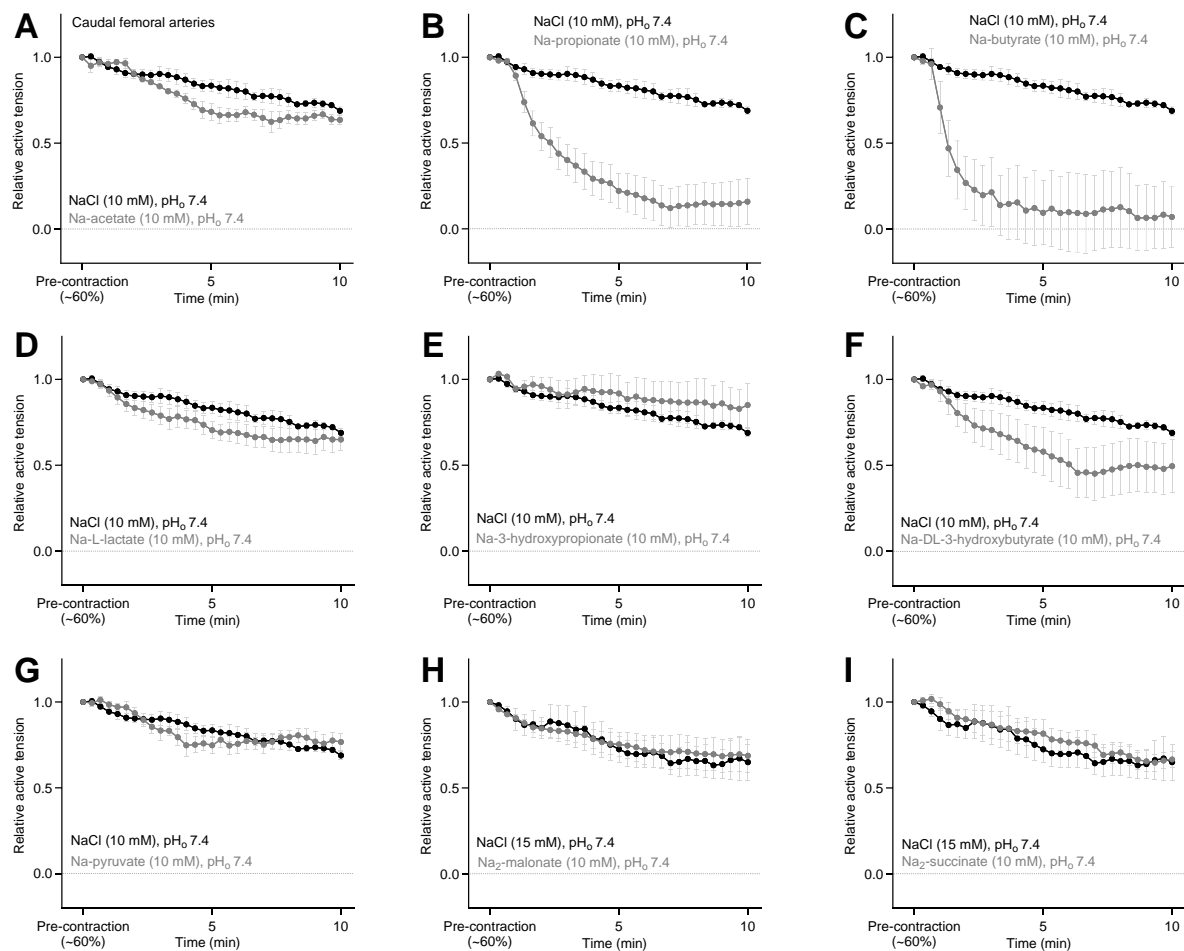 A
Caudal femoral arteries
Relative active tension
1.0
0.5
0.0
NaCl (10 mM), pHo 7.4
Na-acetate (10 mM), pHo 7.4
Pre-contraction
(~60%)
5
10
Time (min)
B
NaCl (10 mM), pHo 7.4
Na-propionate (10 mM), pHo 7.4
Relative active tension
1.0
0.5
0.0
Pre-contraction
(~60%)
5
10
Time (min)
C
NaCl (10 mM), pHo 7.4
Na-butyrate (10 mM), pHo 7.4
Relative active tension
1.0
0.5
0.0
Pre-contraction
(~60%)
5
10
Time (min)
D
Relative active tension
1.0
0.5
0.0
NaCl (10 mM), pHo 7.4
Na-L-lactate (10 mM), pHo 7.4
Pre-contraction
(~60%)
5
10
Time (min)
E
Relative active tension
1.0
0.5
0.0
NaCl (10 mM), pHo 7.4
Na-3-hydroxypropionate (10 mM), pHo 7.4
Pre-contraction
(~60%)
5
10
Time (min)
F
Relative active tension
1.0
0.5
0.0
NaCl (10 mM), pHo 7.4
Na-DL-3-hydroxybutyrate (10 mM), pHo 7.4
Pre-contraction
(~60%)
5
10
Time (min)
G
Relative active tension
1.0
0.5
0.0
NaCl (10 mM), pHo 7.4
Na-pyruvate (10 mM), pHo 7.4
Pre-contraction
(~60%)
5
10
Time (min)
H
Relative active tension
1.0
0.5
0.0
NaCl (15 mM), pHo 7.4
Na2-malonate (10 mM), pHo 7.4
Pre-contraction
(~60%)
5
10
Time (min)
I
Relative active tension
1.0
0.5
0.0
NaCl (15 mM), pHo 7.4
Na2-succinate (10 mM), pHo 7.4
Pre-contraction
(~60%)
5
10
Time (min)